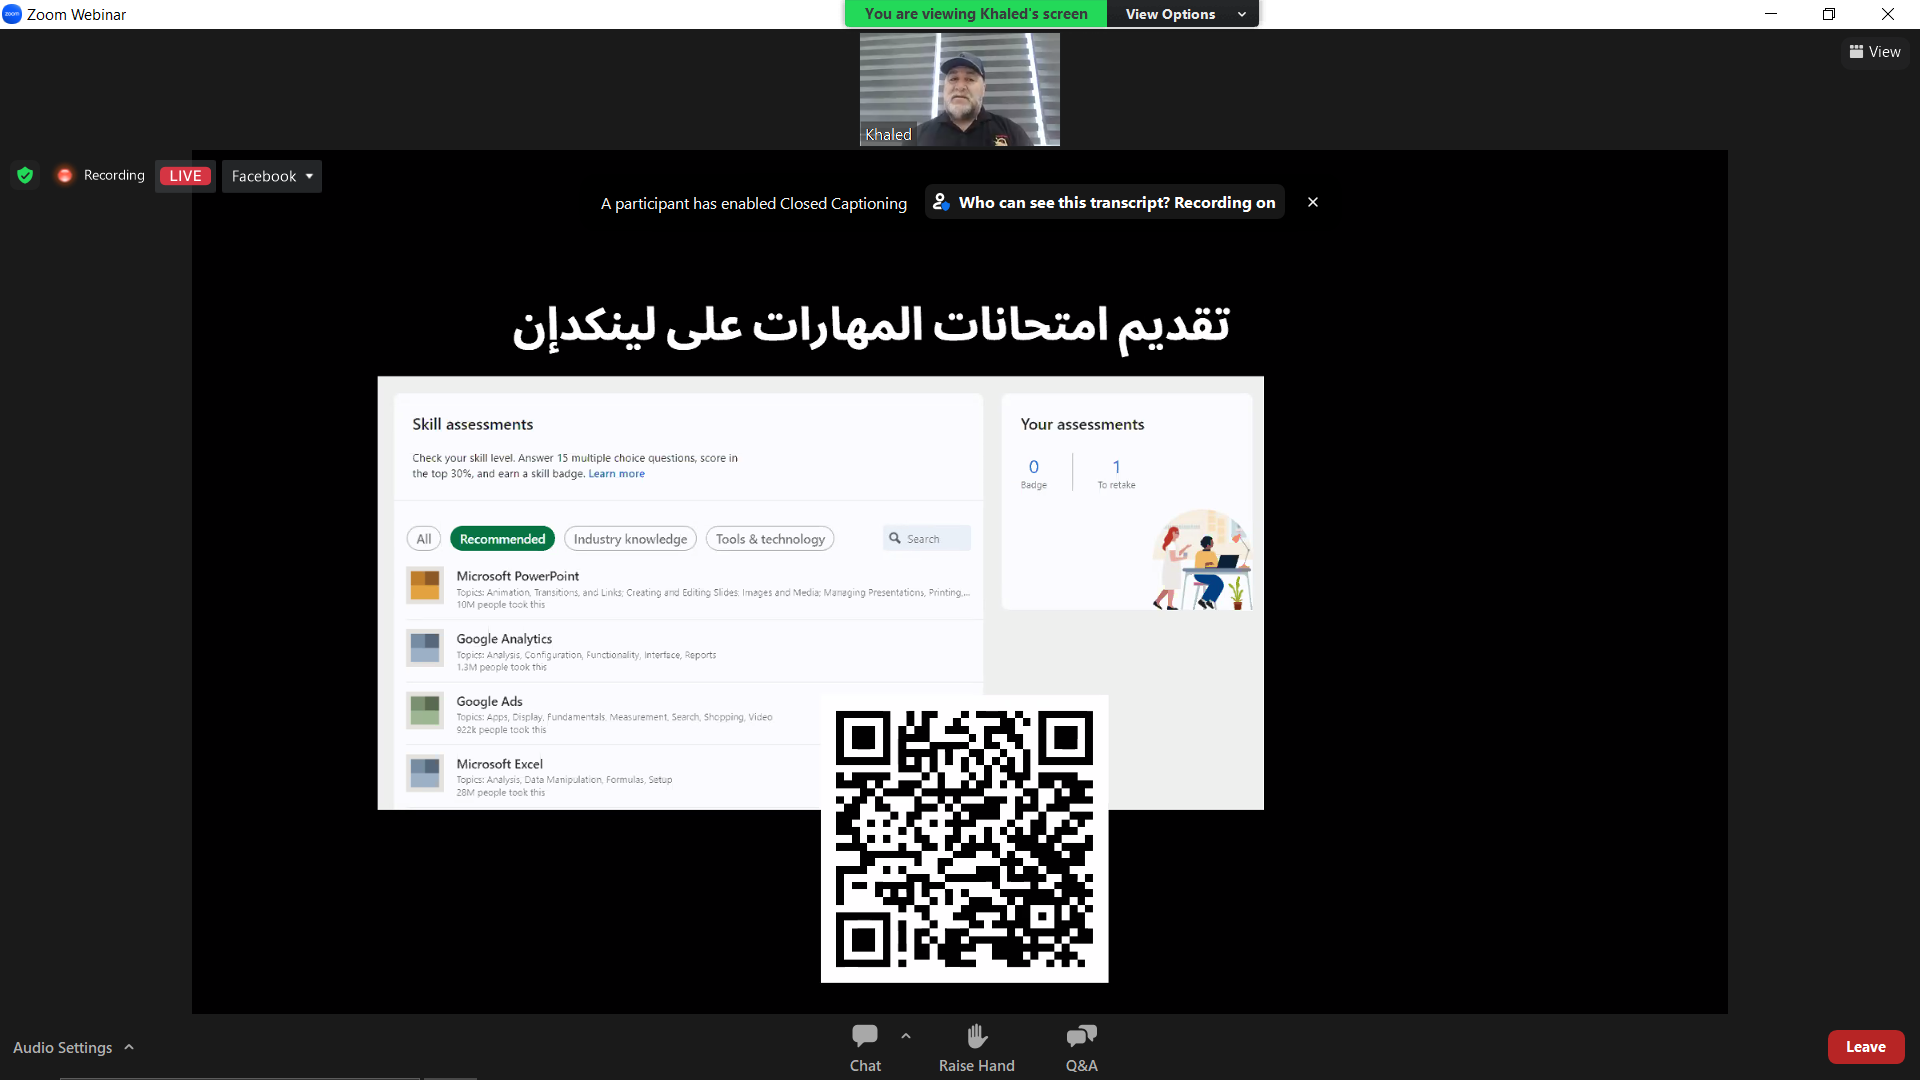 Zoom Webinar
You are viewing Khaled's screen
View Options
View
Khaled
Recording
LIVE
Facebook
A participant has enabled Closed Captioning
Who can see this transcript? Recording on
تقديم امتحانات المهارات على لينكدإن
Skill assessments
Check your skill level. Answer 15 multiple choice questions, score in
the top 30%, and earn a skill badge. Learn more
All
Recommended
Industry knowledge
Tools & technology
Search
Microsoft PowerPoint
Topics: Animation, Transitions, and Links; Creating and Editing Slides; Images and Media; Managing Presentations, Printing,...
10M people took this
Google Analytics
Topics: Analysis, Configuration, Functionality, Interface, Reports
1.3M people took this
Google Ads
Topics: Apps, Display, Fundamentals, Measurement, Search, Shopping, Video
922k people took this
Microsoft Excel
Topics: Analysis, Data Manipulation, Formulas, Setup
28M people took this
Your assessments
0
Badge
1
To retake
Audio Settings
Chat
Raise Hand
Q&A
Leave